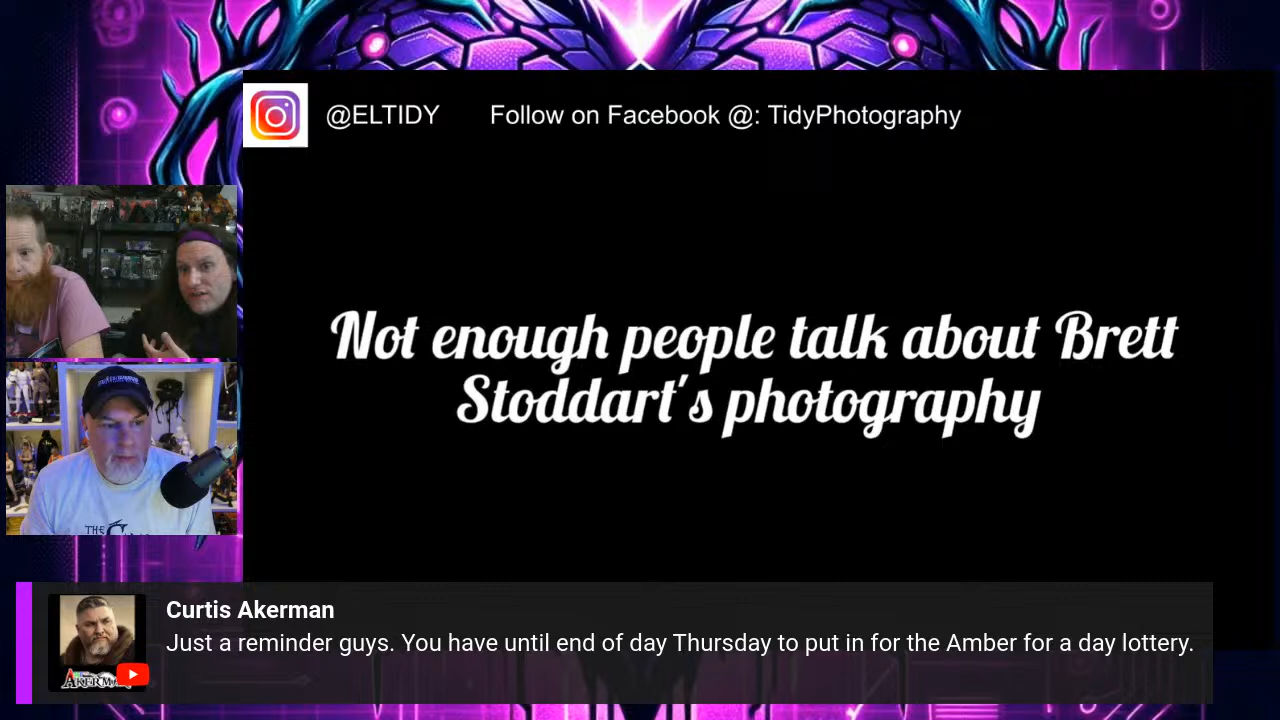 @ELTIDY Follow on Facebook @: TidyPhotography
Not enough people talk about Brett
Stoddart's photography
THE
Curtis Akerman
Just a reminder guys. You have until end of day Thursday to put in for the Amber for a day lottery.